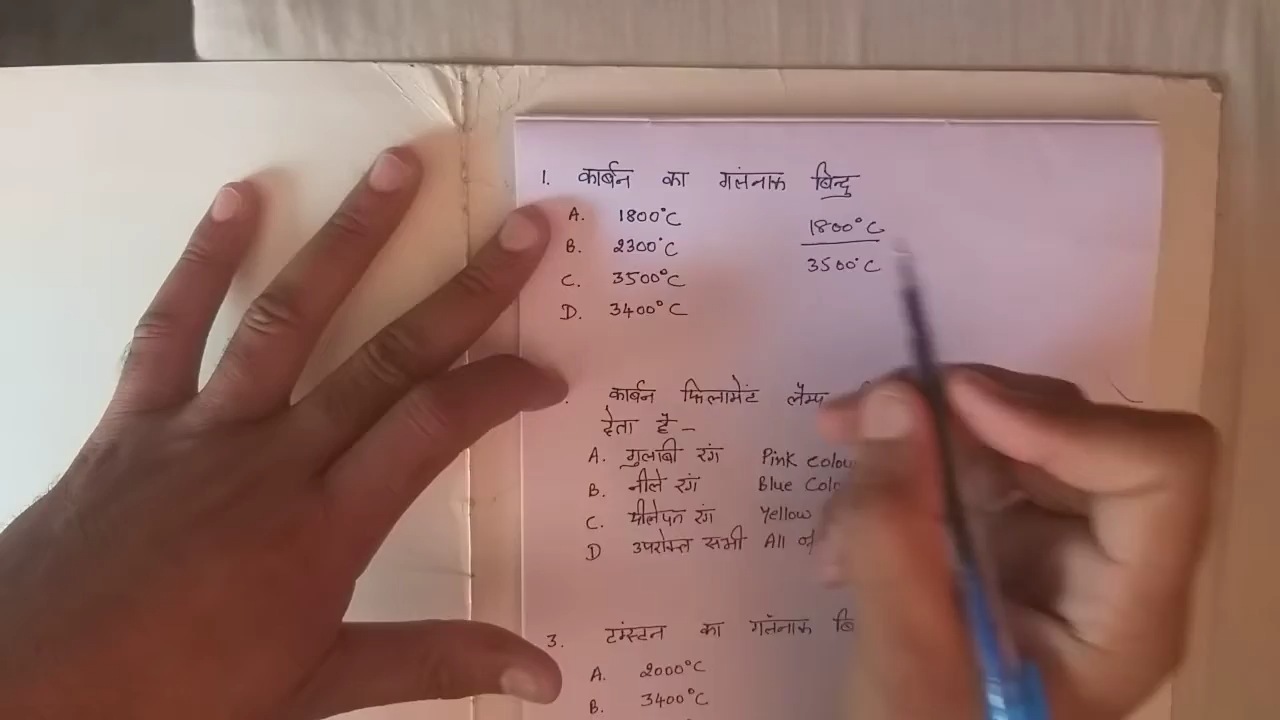 1. कार्बन का गलनांक बिन्दु
A. 1800°C
B. 2300°C
C. 3500°C
D. 3400°C
1800°C
3500°C
कार्बन फिलामेंट लैम्प
देता है -
A. गुलाबी रंग Pink colou
B. नीले रंग Blue Colo
C. पीलेपन रंग Yellow
D उपरोक्त सभी All of
3. टंगस्टन का गलनांक बि
A. 2000°C
B. 3400°C